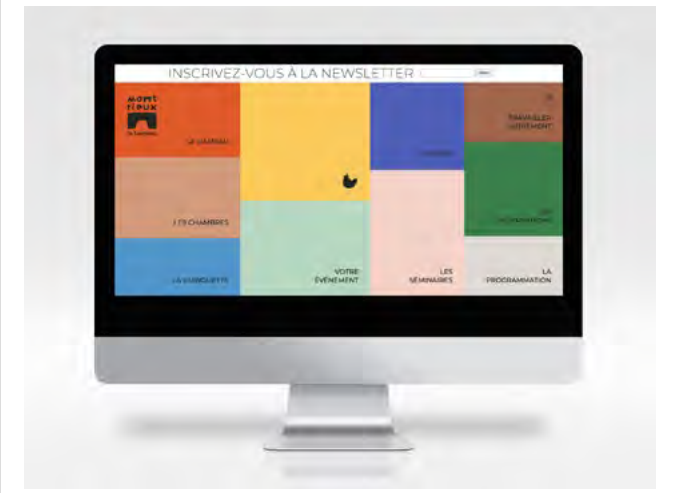 INSCRIVEZ-VOUS À LA NEWSLETTER
mont
rieux
LE HAMEAU
LES CHAMBRES
LA GUINGUETTE
VOTRE
ÉVÉNEMENT
LES
SÉMINAIRES
TRAVAILLER
AUTREMENT
LA
PROGRAMMATION